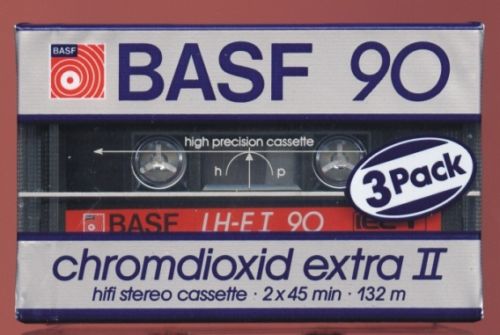 BASF
BASF 90
high precision cassette
h p
3 Pack
BASF LH-E I 90
chromdioxid extra II
hifi stereo cassette · 2 x 45 min · 132 m